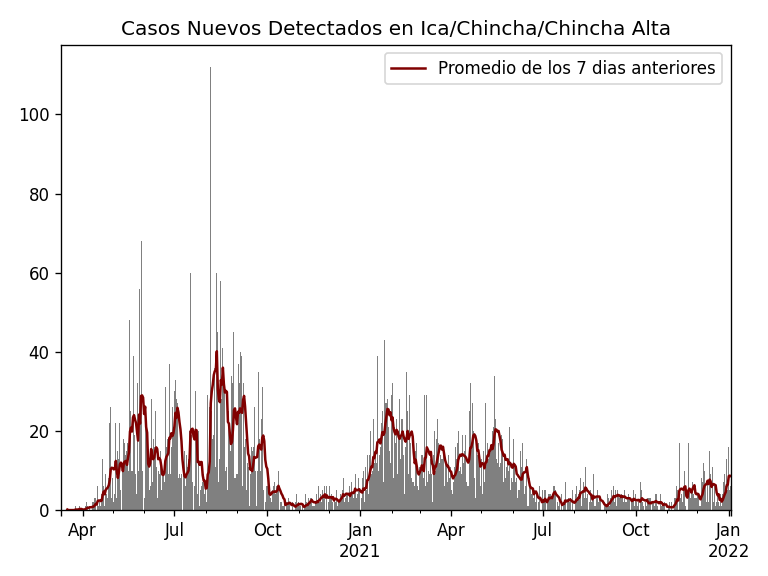 Casos Nuevos Detectados en Ica/Chincha/Chincha Alta
Promedio de los 7 dias anteriores
100
80
60
40
20
0
Apr Jul Oct Jan Apr Jul Oct Jan
2021 2022